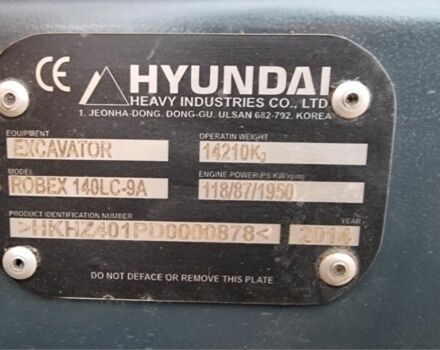 CE HYUNDAI
HEAVY INDUSTRIES CO., LTD
1. JEONHA-DONG. DONG-GU. ULSAN 682-792. KOREA
EQUIPMENT OPERATIN WEIGHT
EXCAVATOR 14210Kg
MODEL ENGINE POWER(PS KW rpm)
ROBEX 140LC-9A 118/87/1950
PRODUCT IDENTIFICATION NUMBER YEAR
>HKHZ401PD0000878< 2014
DO NOT DEFACE OR REMOVE THIS PLATE